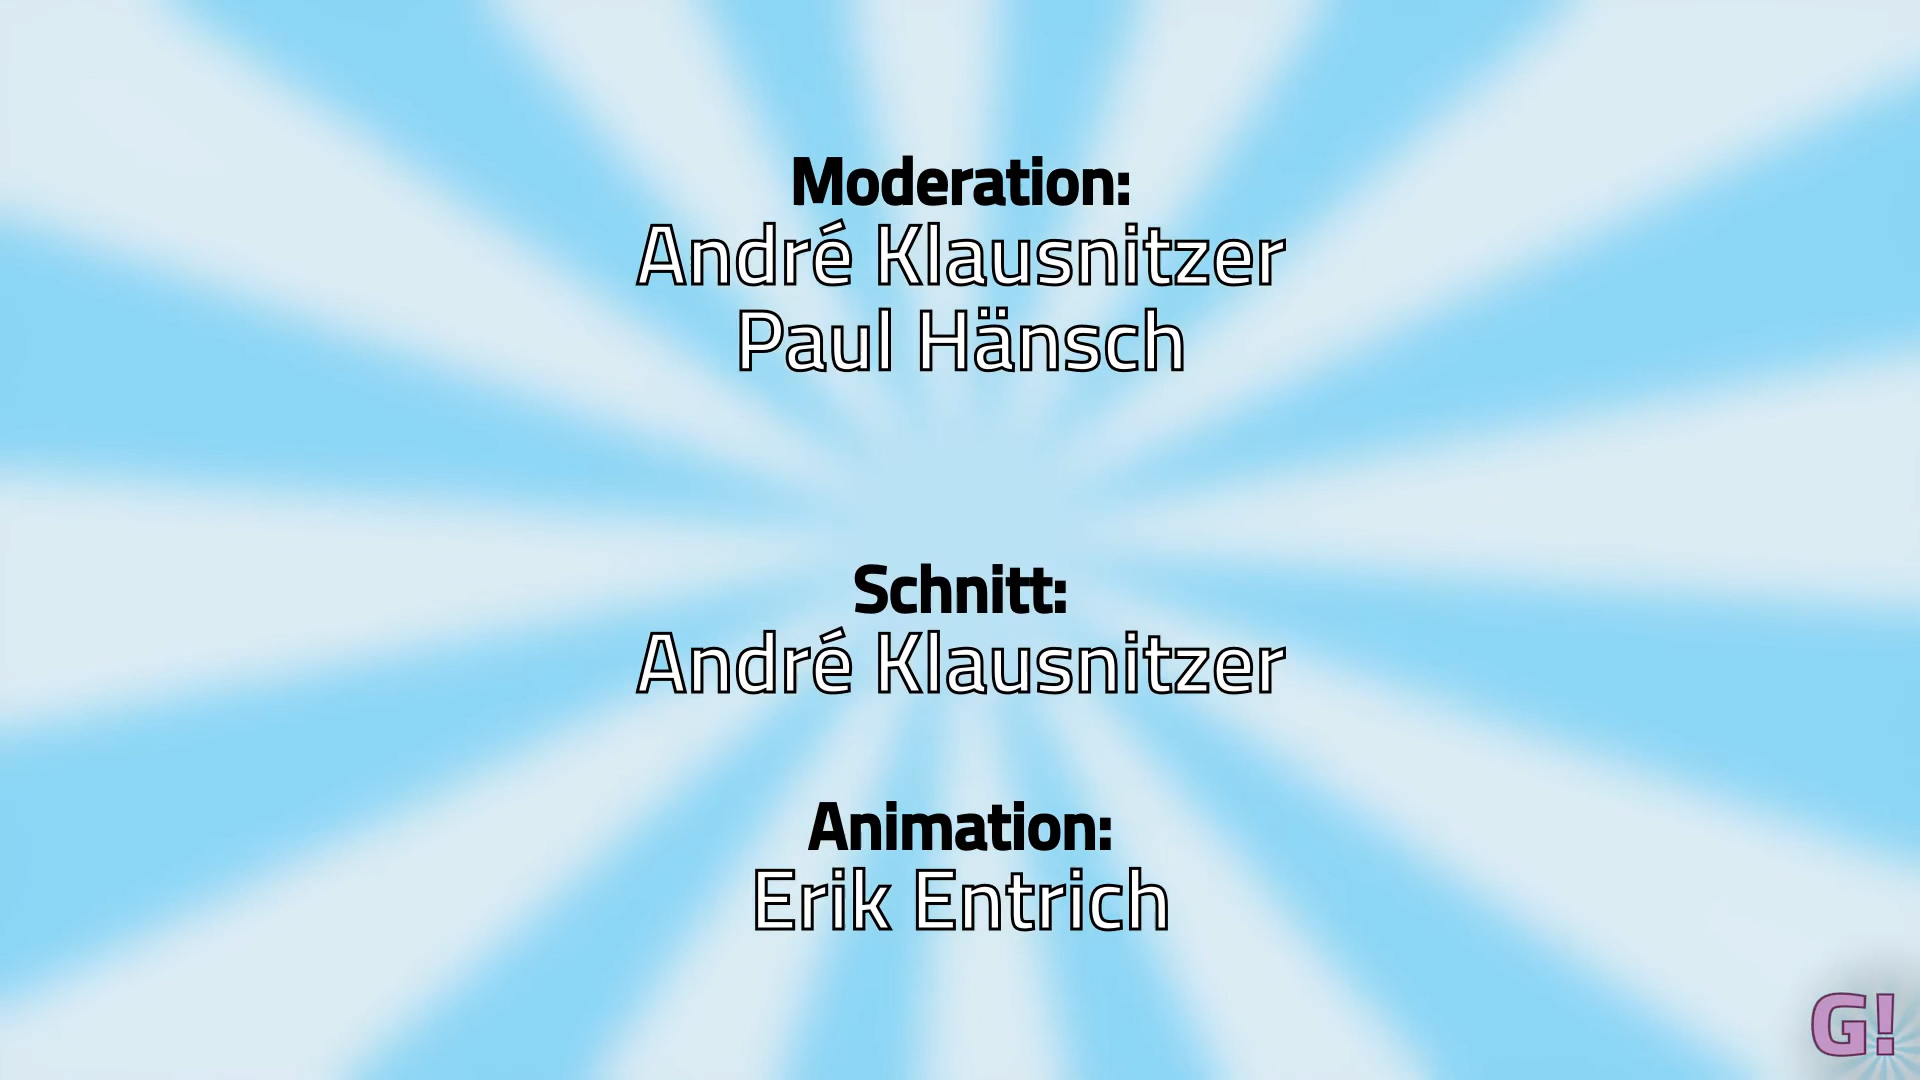 Moderation:
André Klausnitzer
Paul Hänsch
Schnitt:
André Klausnitzer
Animation:
Erik Entrich
G!